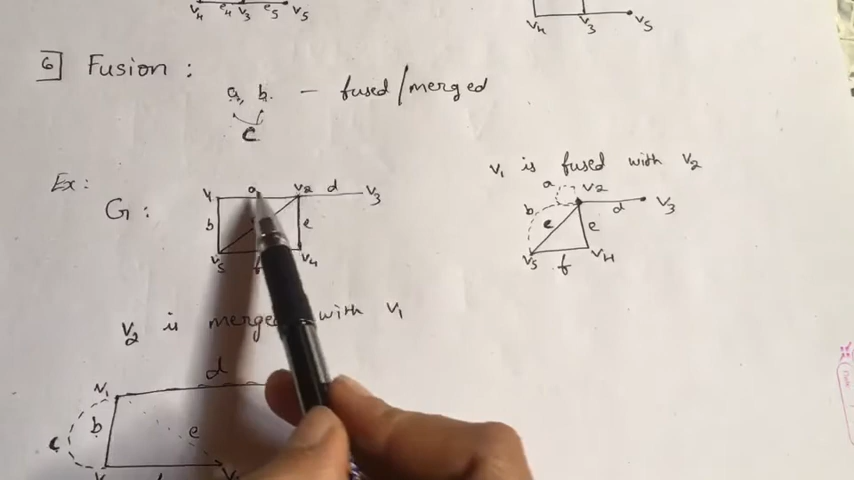 V4 e4 V3 e5 V5
V4 V3 V5
6 Fusion :
a, b. — fused/merged
c
V1 is fused with V2
Ex :
G :
V1 a V2 d V3
b e
V5 f V4
a V2
b c e d V3
V5 f V4
V2 is merged with V1
d
V1
c b e